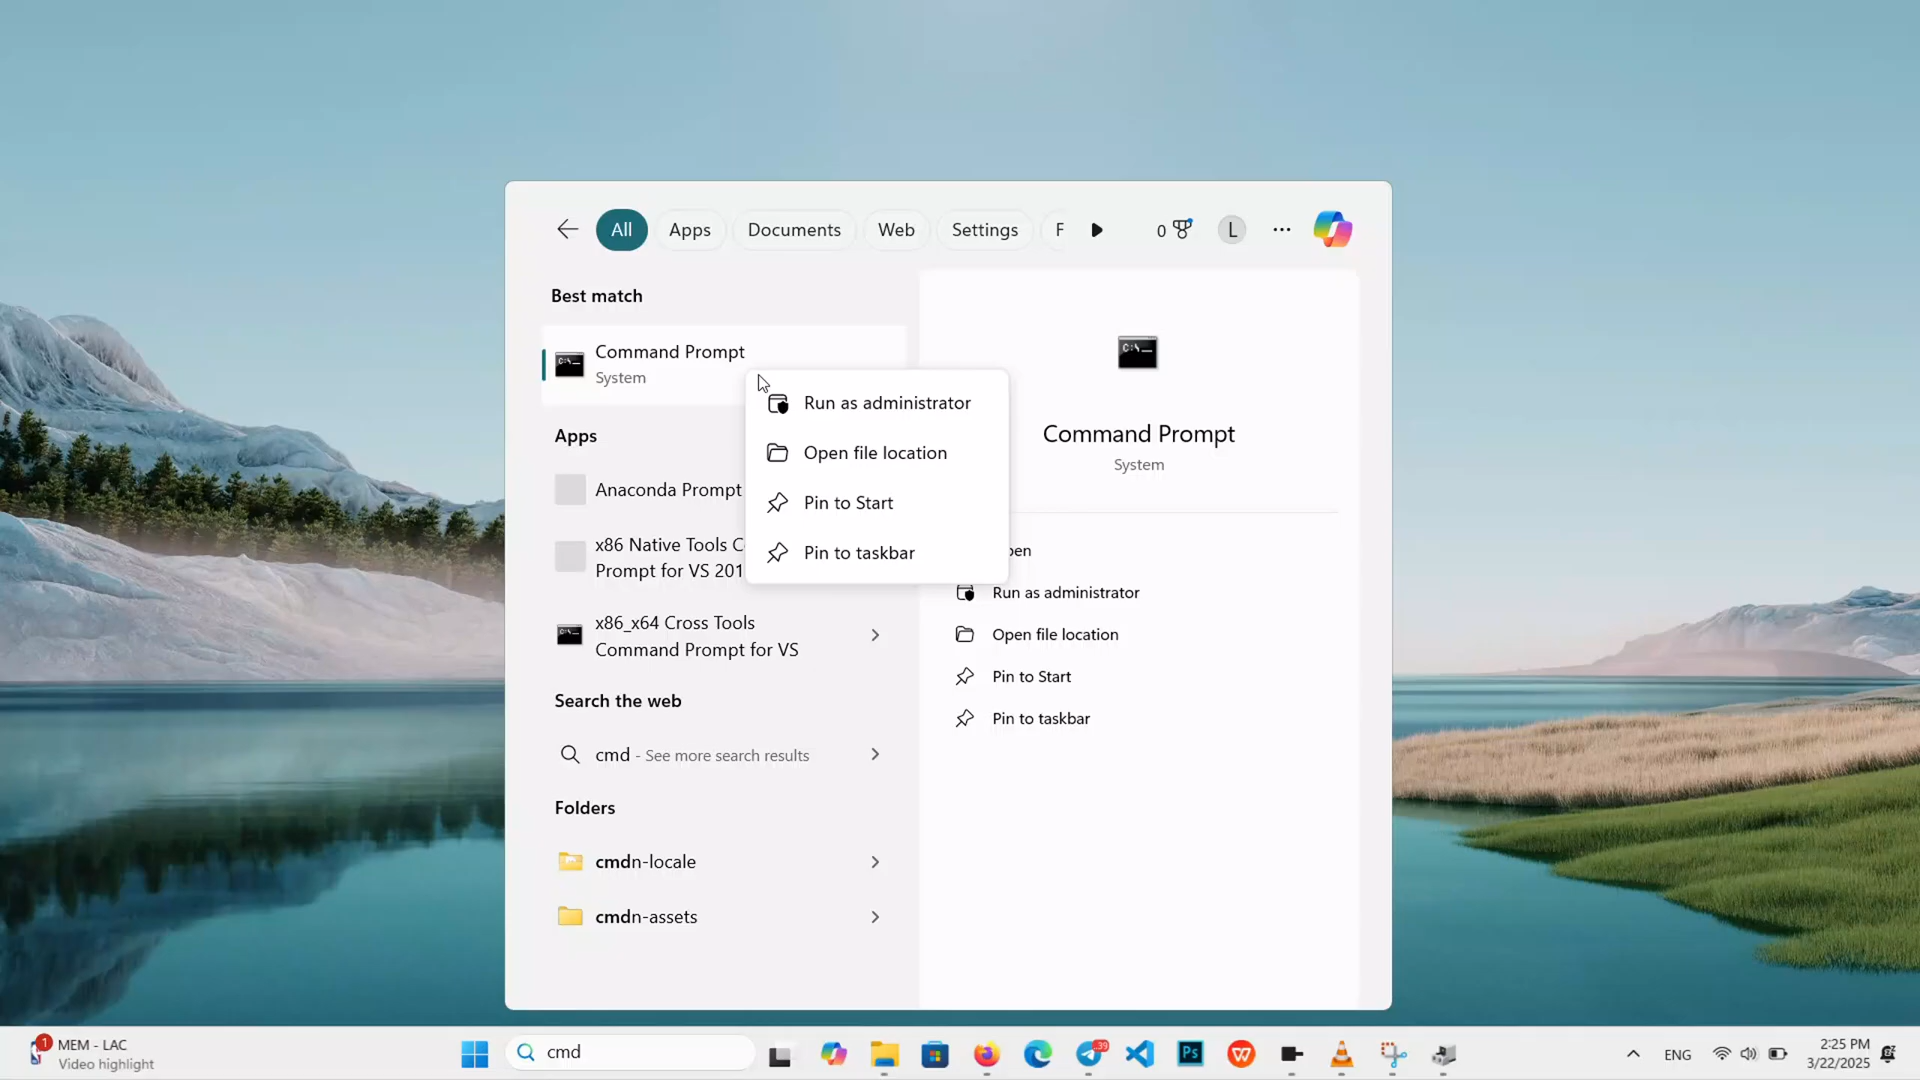 All
Apps
Documents
Web
Settings
F
0
L
Best match
Command Prompt
System
Apps
Anaconda Prompt
x86 Native Tools C
Prompt for VS 201
x86_x64 Cross Tools
Command Prompt for VS
Search the web
cmd - See more search results
Folders
cmdn-locale
cmdn-assets
Run as administrator
Open file location
Pin to Start
Pin to taskbar
Command Prompt
System
pen
Run as administrator
Open file location
Pin to Start
Pin to taskbar
1
MEM - LAC
Video highlight
cmd
39
Ps
ENG
2:25 PM
3/22/2025